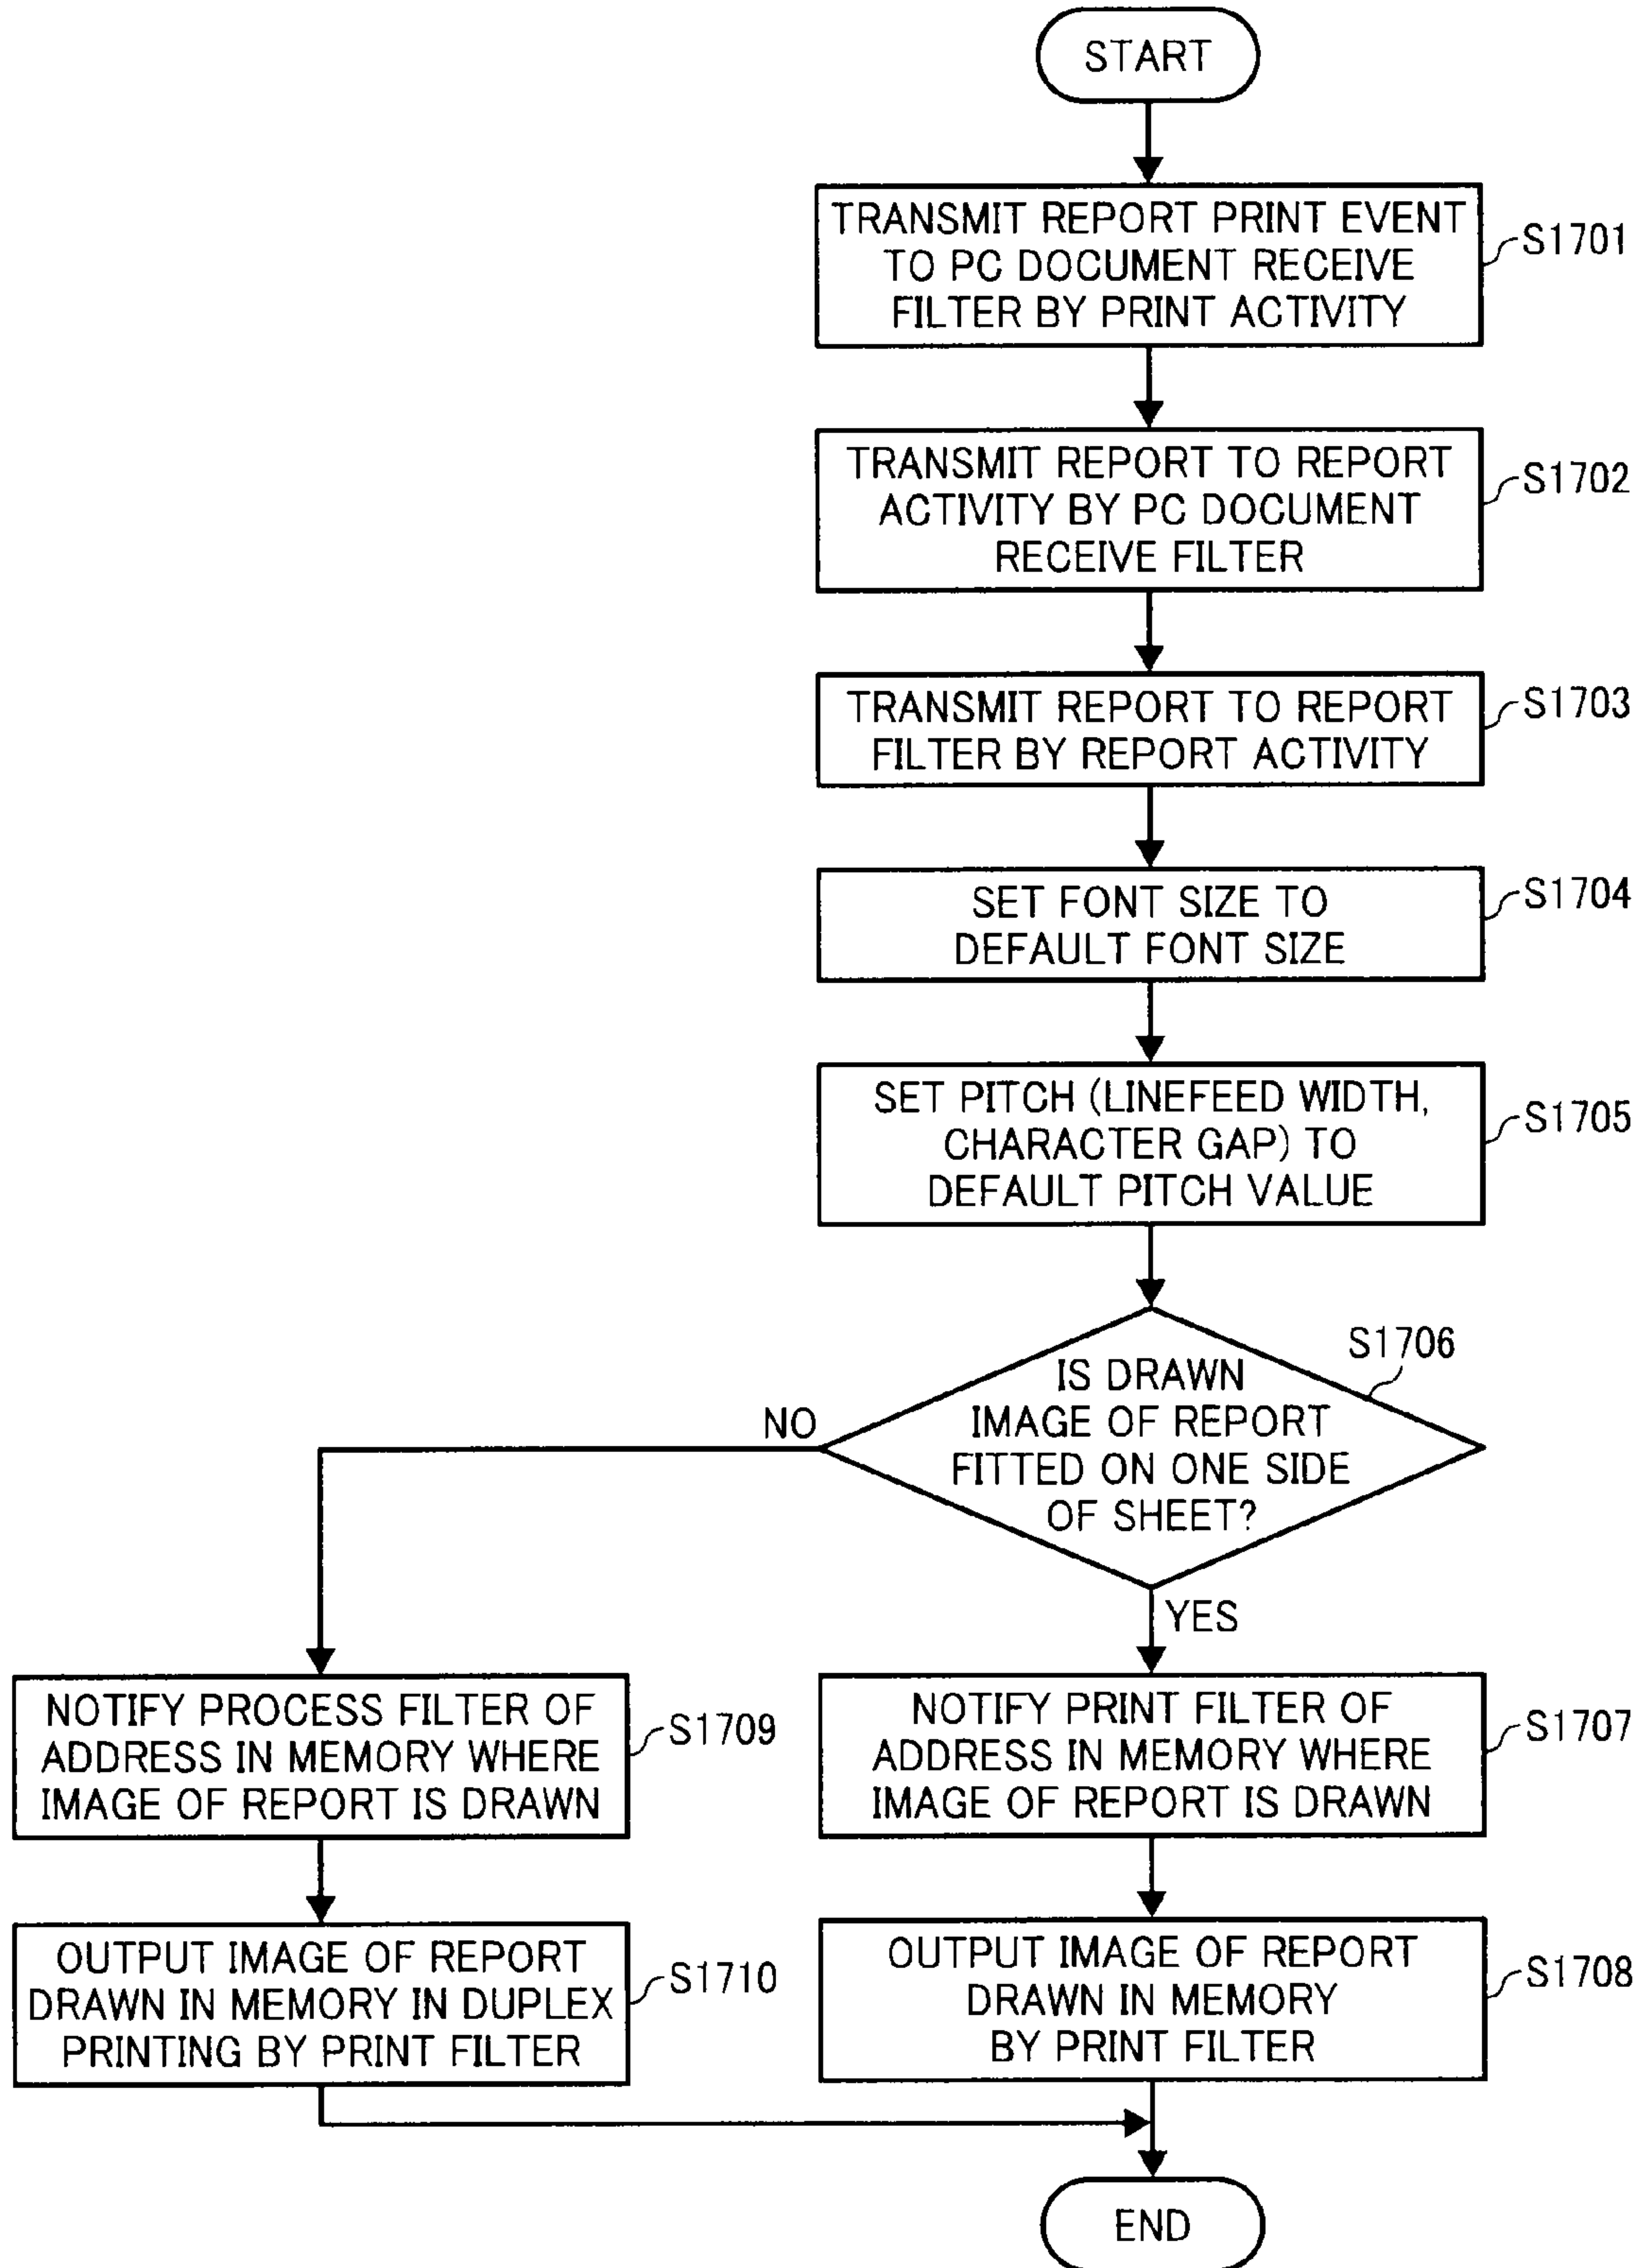 START
TRANSMIT REPORT PRINT EVENT
TO PC DOCUMENT RECEIVE
FILTER BY PRINT ACTIVITY
S1701
TRANSMIT REPORT TO REPORT
ACTIVITY BY PC DOCUMENT
RECEIVE FILTER
S1702
TRANSMIT REPORT TO REPORT
FILTER BY REPORT ACTIVITY
S1703
SET FONT SIZE TO
DEFAULT FONT SIZE
S1704
SET PITCH (LINEFEED WIDTH,
CHARACTER GAP) TO
DEFAULT PITCH VALUE
S1705
S1706
IS DRAWN
IMAGE OF REPORT
FITTED ON ONE SIDE
OF SHEET?
NO
YES
NOTIFY PROCESS FILTER OF
ADDRESS IN MEMORY WHERE
IMAGE OF REPORT IS DRAWN
S1709
NOTIFY PRINT FILTER OF
ADDRESS IN MEMORY WHERE
IMAGE OF REPORT IS DRAWN
S1707
OUTPUT IMAGE OF REPORT
DRAWN IN MEMORY IN DUPLEX
PRINTING BY PRINT FILTER
S1710
OUTPUT IMAGE OF REPORT
DRAWN IN MEMORY
BY PRINT FILTER
S1708
END